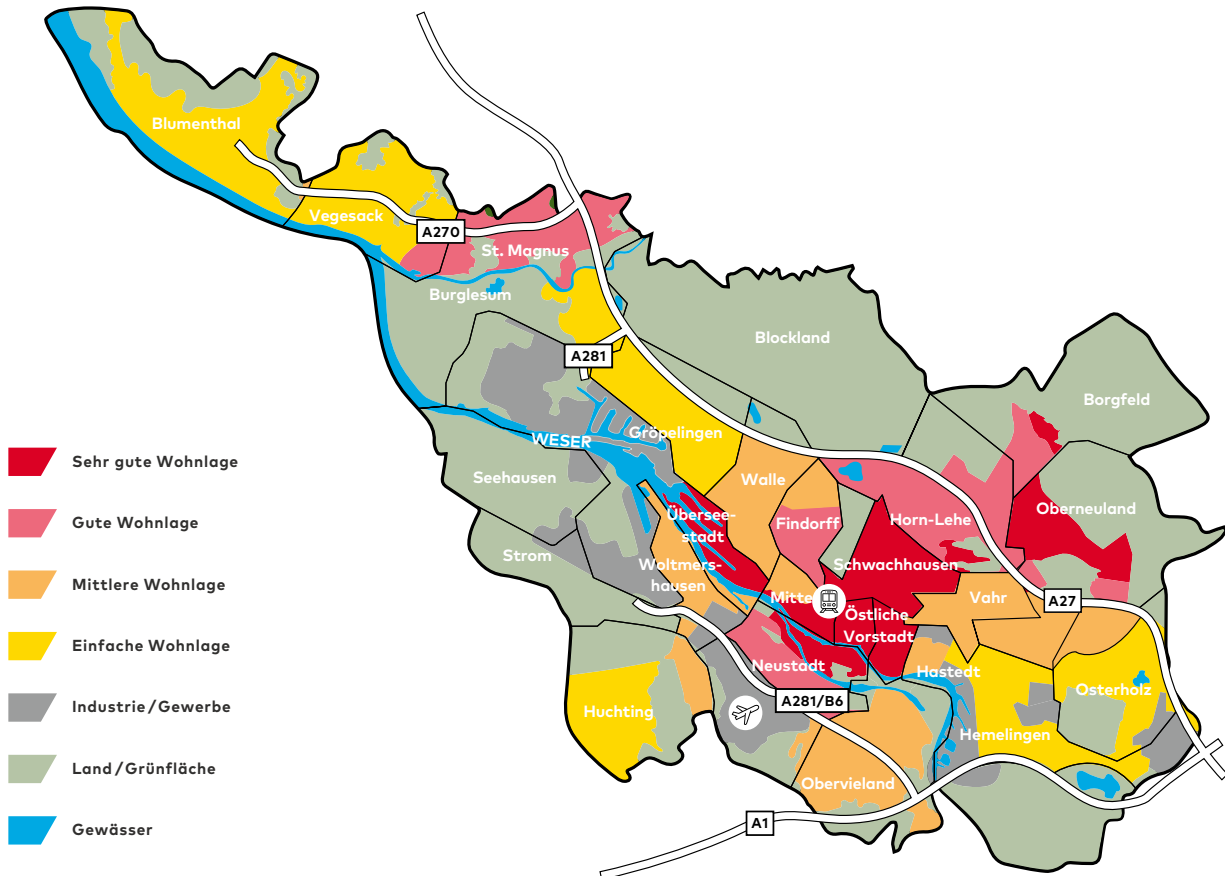 Blumenthal
Vegesack
A270
St. Magnus
Burglesum
Blockland
A281
Borgfeld
WESER
Gröpelingen
Sehr gute Wohnlage
Seehausen
Walle
Oberneuland
Übersee-
stadt
Gute Wohnlage
Findorff
Horn-Lehe
Strom
Woltmers-
hausen
Schwachhausen
Mittlere Wohnlage
Mitte
Vahr
A27
Östliche
Vorstadt
Einfache Wohnlage
Neustadt
Hastedt
Osterholz
A281/B6
Industrie/Gewerbe
Huchting
Hemelingen
Land/Grünfläche
Obervieland
A1
Gewässer